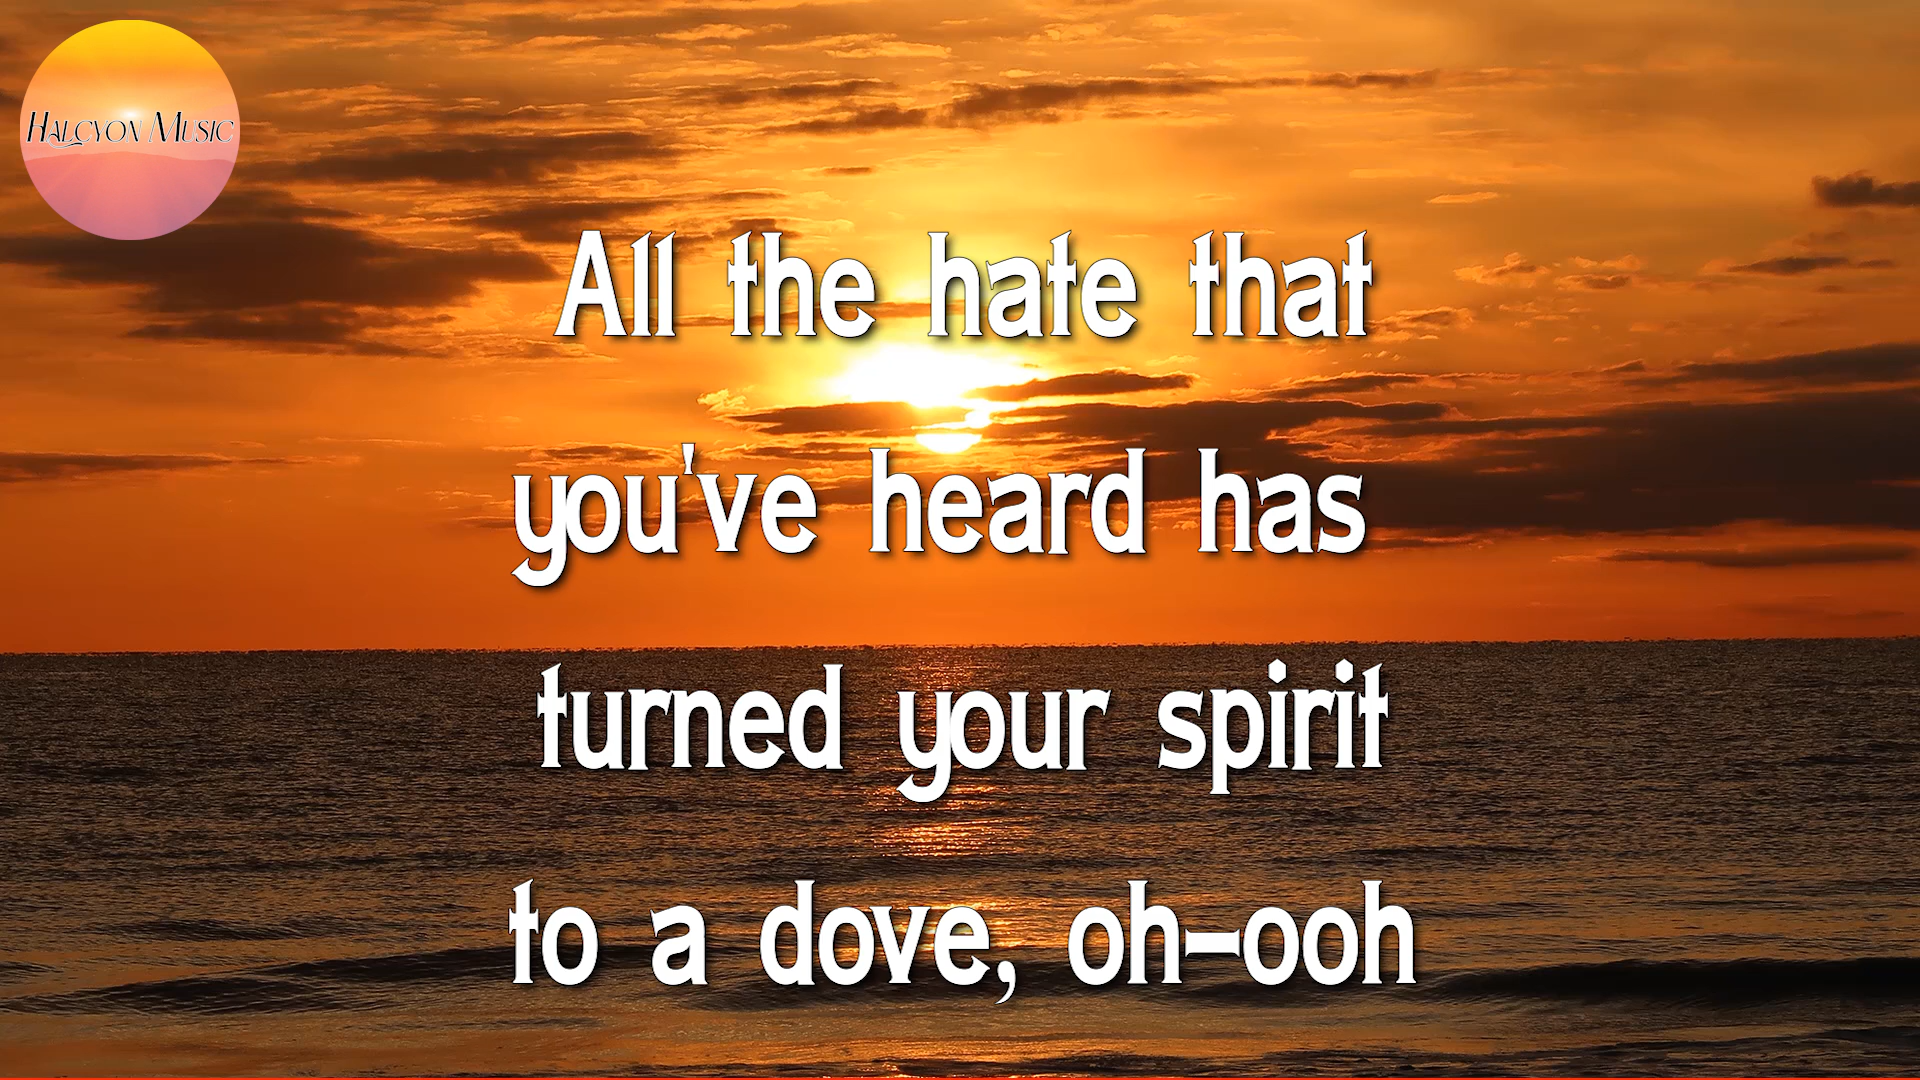 Halcyon Music
All the hate that
you've heard has
turned your spirit
to a dove, oh-ooh